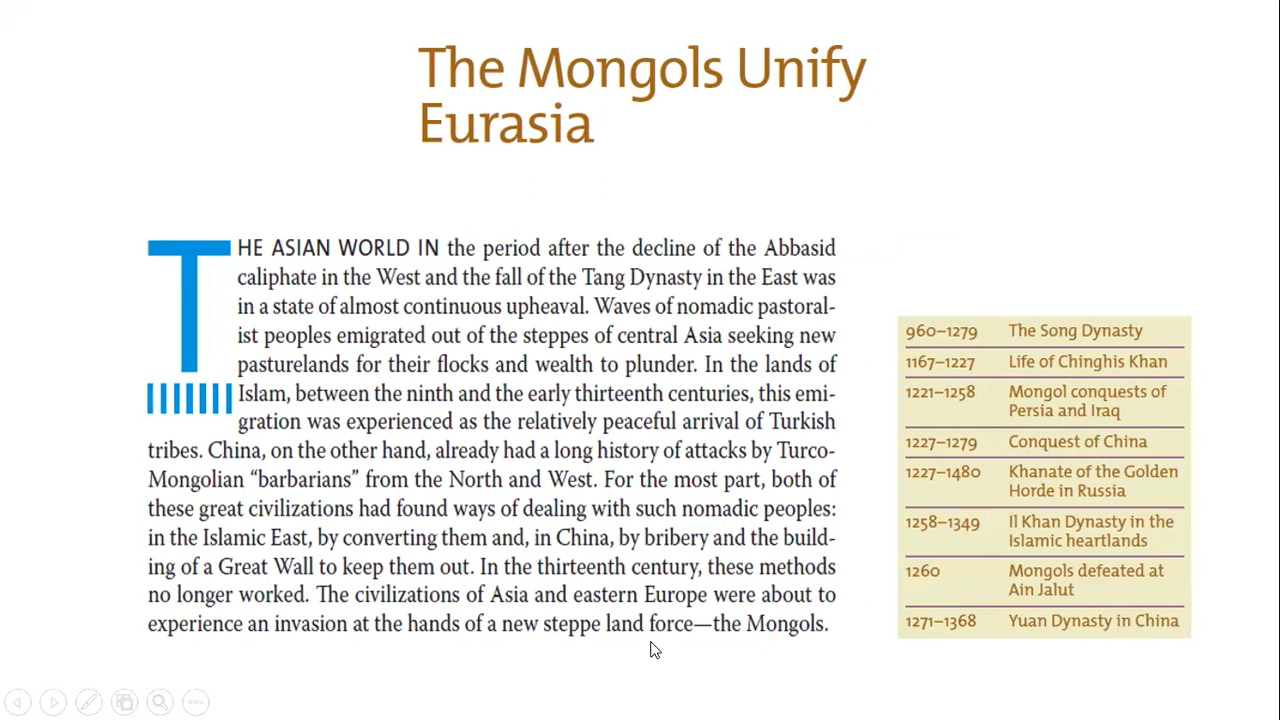 The Mongols Unify
Eurasia
THE ASIAN WORLD IN the period after the decline of the Abbasid
caliphate in the West and the fall of the Tang Dynasty in the East was
in a state of almost continuous upheaval. Waves of nomadic pastoral-
ist peoples emigrated out of the steppes of central Asia seeking new
pasturelands for their flocks and wealth to plunder. In the lands of
Islam, between the ninth and the early thirteenth centuries, this emi-
gration was experienced as the relatively peaceful arrival of Turkish
tribes. China, on the other hand, already had a long history of attacks by Turco-
Mongolian “barbarians” from the North and West. For the most part, both of
these great civilizations had found ways of dealing with such nomadic peoples:
in the Islamic East, by converting them and, in China, by bribery and the build-
ing of a Great Wall to keep them out. In the thirteenth century, these methods
no longer worked. The civilizations of Asia and eastern Europe were about to
experience an invasion at the hands of a new steppe land force—the Mongols.
960–1279 The Song Dynasty
1167–1227 Life of Chinghis Khan
1221–1258 Mongol conquests of
Persia and Iraq
1227–1279 Conquest of China
1227–1480 Khanate of the Golden
Horde in Russia
1258–1349 Il Khan Dynasty in the
Islamic heartlands
1260 Mongols defeated at
Ain Jalut
1271–1368 Yuan Dynasty in China